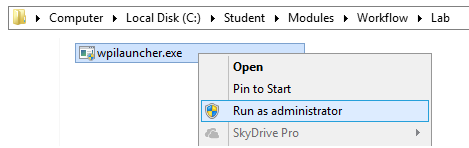 Computer ▸ Local Disk (C:) ▸ Student ▸ Modules ▸ Workflow ▸ Lab
wpilauncher.exe
Open
Pin to Start
Run as administrator
SkyDrive Pro